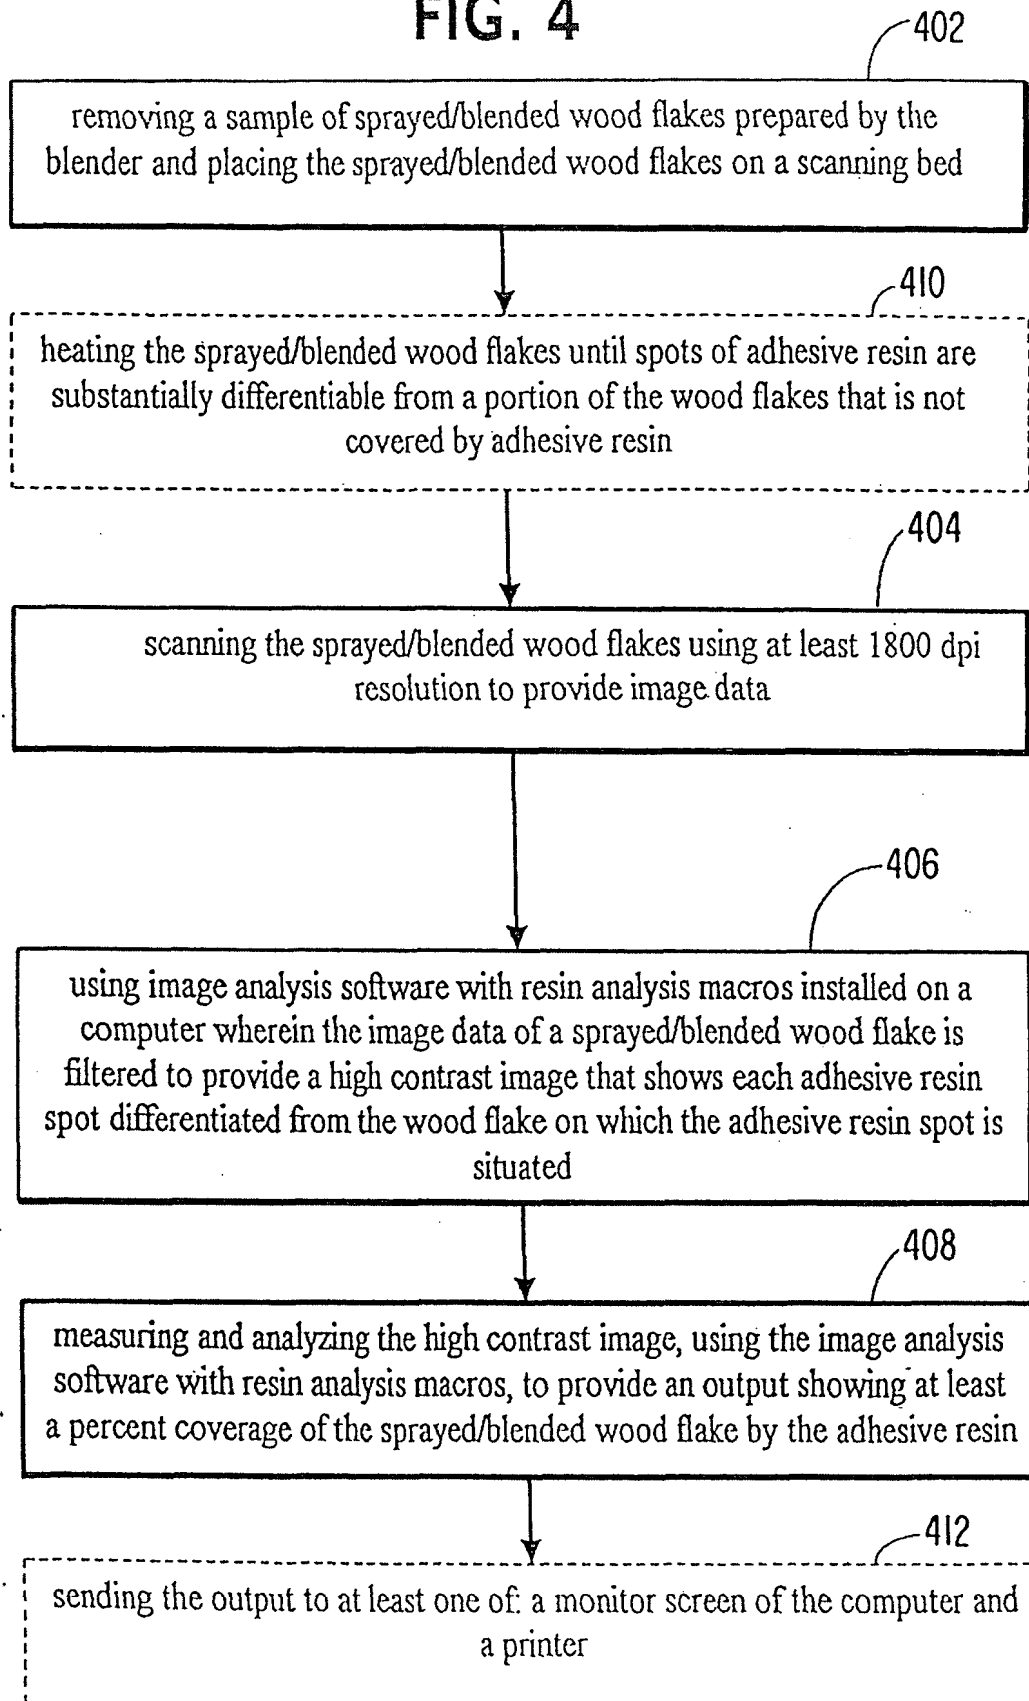 FIG. 4
402
removing a sample of sprayed/blended wood flakes prepared by the
blender and placing the sprayed/blended wood flakes on a scanning bed
410
heating the sprayed/blended wood flakes until spots of adhesive resin are
substantially differentiable from a portion of the wood flakes that is not
covered by adhesive resin
404
scanning the sprayed/blended wood flakes using at least 1800 dpi
resolution to provide image data
406
using image analysis software with resin analysis macros installed on a
computer wherein the image data of a sprayed/blended wood flake is
filtered to provide a high contrast image that shows each adhesive resin
spot differentiated from the wood flake on which the adhesive resin spot is
situated
408
measuring and analyzing the high contrast image, using the image analysis
software with resin analysis macros, to provide an output showing at least
a percent coverage of the sprayed/blended wood flake by the adhesive resin
412
sending the output to at least one of: a monitor screen of the computer and
a printer